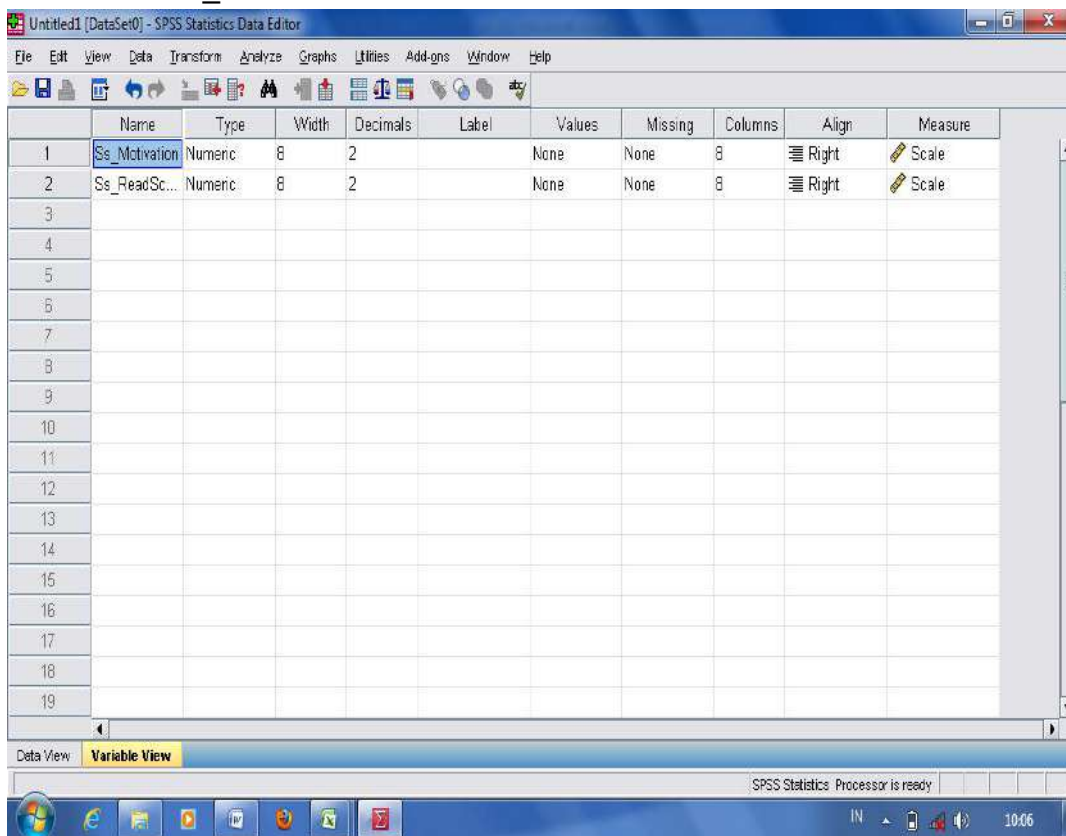 Untitled1 [DataSet0] - SPSS Statistics Data Editor
File Edit View Data Transform Analyze Graphs Utilities Add-ons Window Help
Name Type Width Decimals Label Values Missing Columns Align Measure
1 Ss_Motivation Numeric 8 2 None None 8 Right Scale
2 Ss_ReadSc... Numeric 8 2 None None 8 Right Scale
3
4
5
6
7
8
9
10
11
12
13
14
15
16
17
18
19
Data View Variable View
SPSS Statistics Processor is ready
IN 10:06